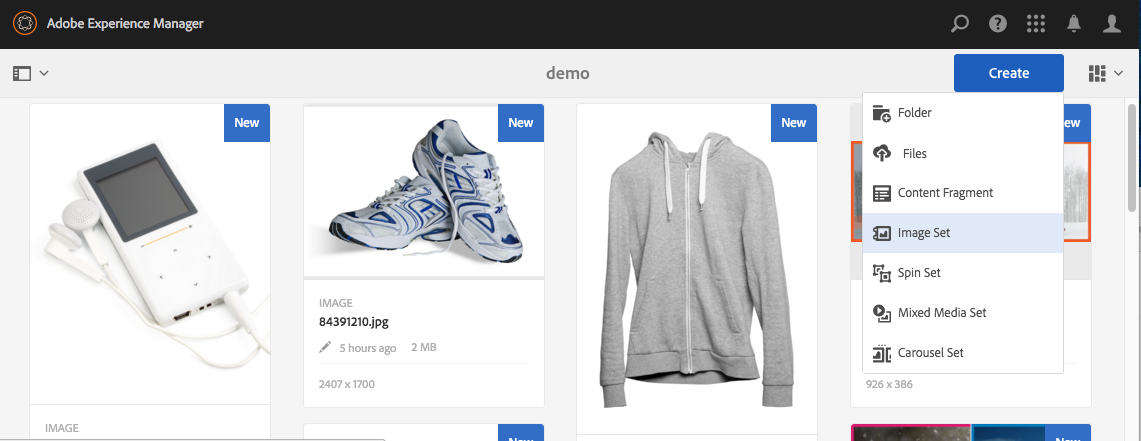 Adobe Experience Manager
demo
Create
New
New
New
New
Folder
Files
Content Fragment
Image Set
Spin Set
Mixed Media Set
Carousel Set
IMAGE
84391210.jpg
5 hours ago 2 MB
2407 x 1700
926 x 386
IMAGE
New
New